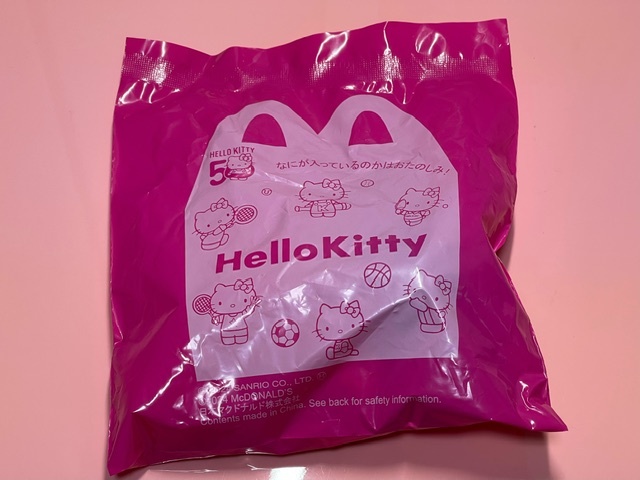 HELLO KITTY
50
なにが入っているのかはおたのしみ!
HelloKitty
SANRIO CO., LTD.
2024 McDONALD'S
日本マクドナルド株式会社
Contents made in China. See back for safety information.